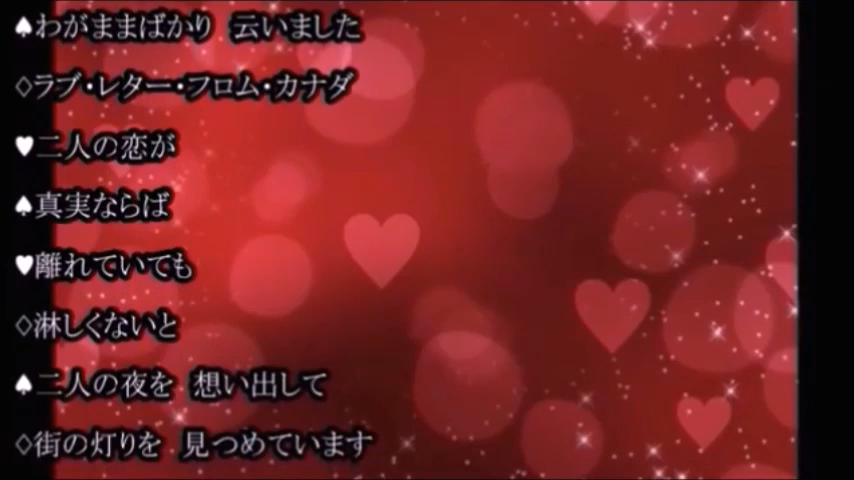 ♠わがままばかり　云いました
◇ラブ・レター・フロム・カナダ
♥二人の恋が
♠真実ならば
♥離れていても
◇淋しくないと
♠二人の夜を　想い出して
◇街の灯りを　見つめています